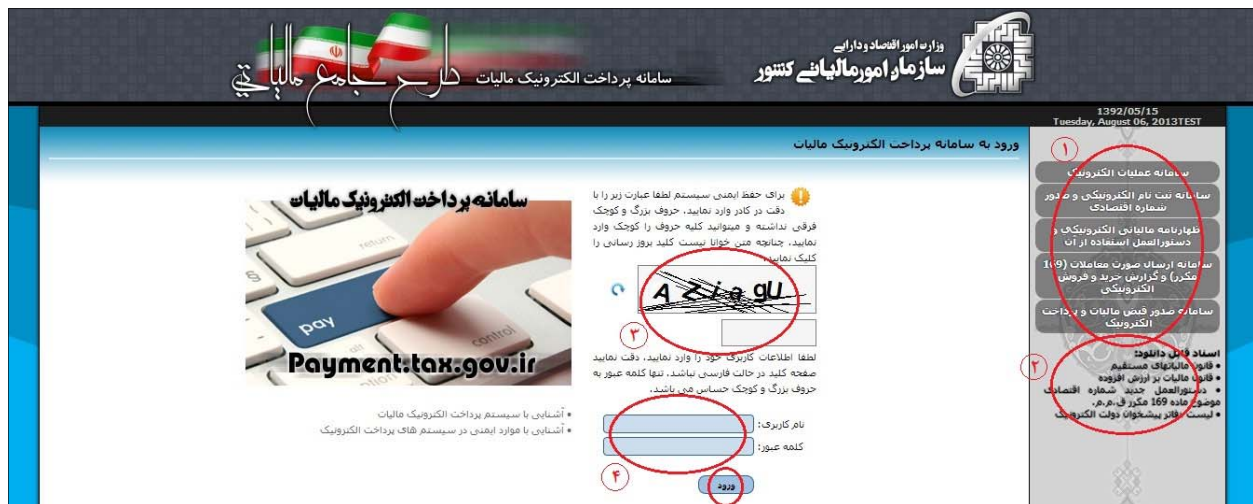 وزارت امور اقتصاد و دارایی
سازمان امور مالیاتی کشور
سامانه پرداخت الکترونیک مالیات
طرح جامع مالیاتی
1392/05/15
Tuesday, August 06, 2013TEST
۱
سامانه عملیات الکترونیک
سامانه ثبت نام الکترونیکی و صدور
شماره اقتصادی
اظهارنامه مالیاتی الکترونیکی و
دستورالعمل استفاده از آن
سامانه ارسال صورت معاملات (169
مکرر) و گزارش خرید و فروش
الکترونیکی
سامانه صدور قبض مالیات و پرداخت
الکترونیک
۲
اسناد قابل دانلود:
• قانون مالیاتهای مستقیم
• قانون مالیات بر ارزش افزوده
• دستورالعمل جدید شماره اقتصادی
موضوع ماده 169 مکرر ق.م.م.
• لیست دفاتر پیشخوان دولت الکترونیک
ورود به سامانه پرداخت الکترونیک مالیات
برای حفظ ایمنی سیستم لطفا عبارت زیر را با
دقت در کادر وارد نمایید، حروف بزرگ و کوچک
فرقی نداشته و میتوانید کلیه حروف را کوچک وارد
نمایید. چنانچه متن خوانا نیست کلید بروز رسانی را
کلیک نمایید.
AZiagU
۳
لطفا اطلاعات کاربری خود را وارد نمایید، دقت نمایید
صفحه کلید در حالت فارسی نباشد. تنها کلمه عبور به
حروف بزرگ و کوچک حساس می باشد.
نام کاربری:
کلمه عبور:
۴
ورود
سامانه پرداخت الکترونیک مالیات
return
pay
control
Payment.tax.gov.ir
• آشنایی با سیستم پرداخت الکترونیک مالیات
• آشنایی با موارد ایمنی در سیستم های پرداخت الکترونیک